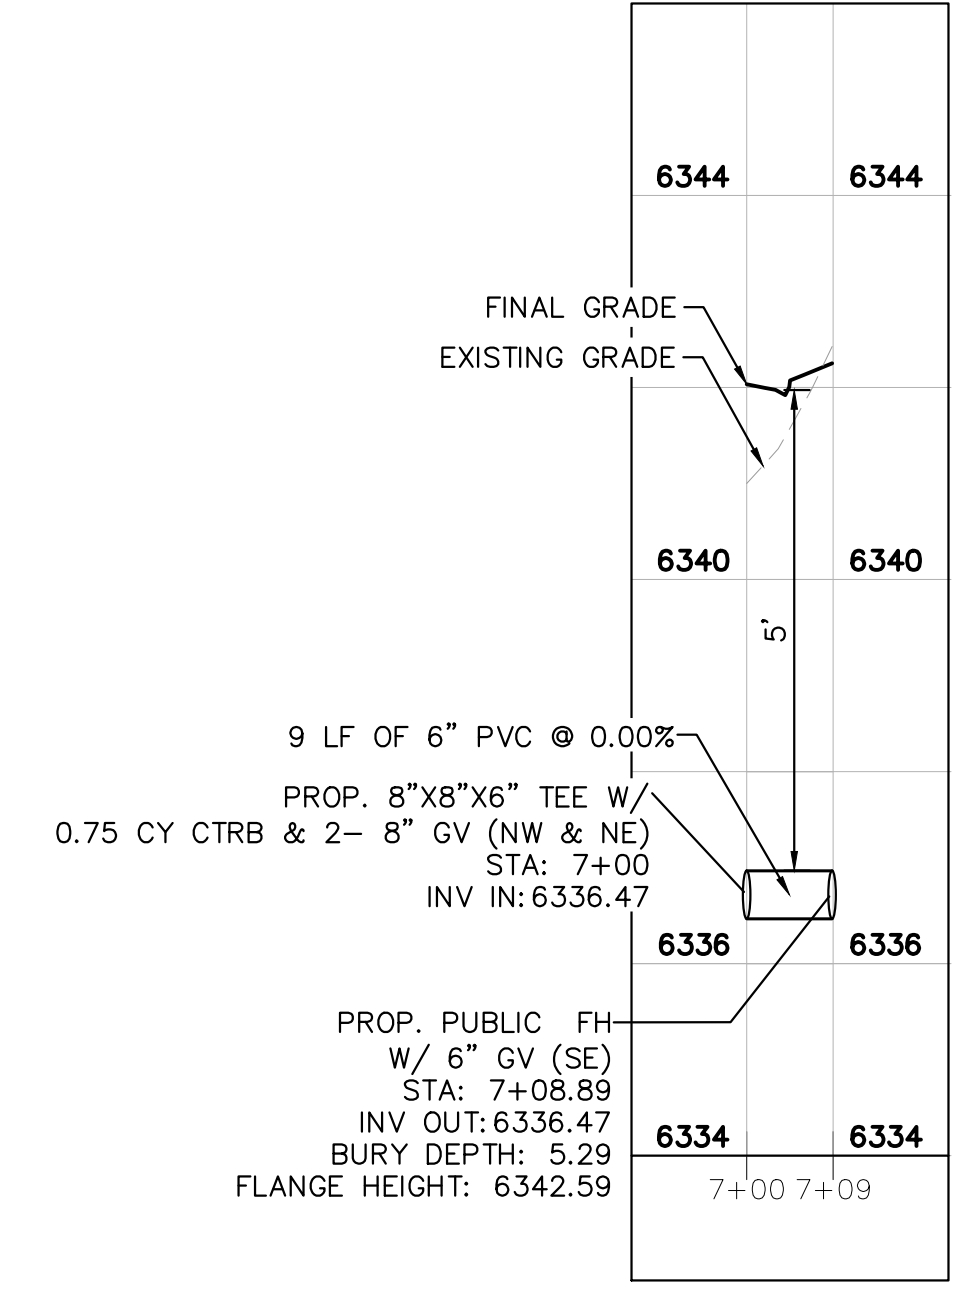 6344 6344
FINAL GRADE
EXISTING GRADE
6340 6340
5'
9 LF OF 6" PVC @ 0.00%
PROP. 8"X8"X6" TEE W/
0.75 CY CTRB & 2– 8" GV (NW & NE)
STA: 7+00
INV IN: 6336.47
6336 6336
PROP. PUBLIC FH
W/ 6" GV (SE)
STA: 7+08.89
INV OUT: 6336.47
BURY DEPTH: 5.29
FLANGE HEIGHT: 6342.59
6334 6334
7+00 7+09